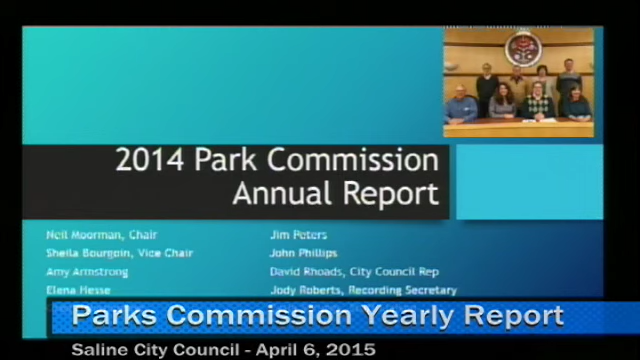 2014 Park Commission
Annual Report
Neil Moorman, Chair
Sheila Bourgoin, Vice Chair
Amy Armstrong
Elena Hesse
Jim Peters
John Phillips
David Rhoads, City Council Rep
Jody Roberts, Recording Secretary
Parks Commission Yearly Report
Saline City Council - April 6, 2015